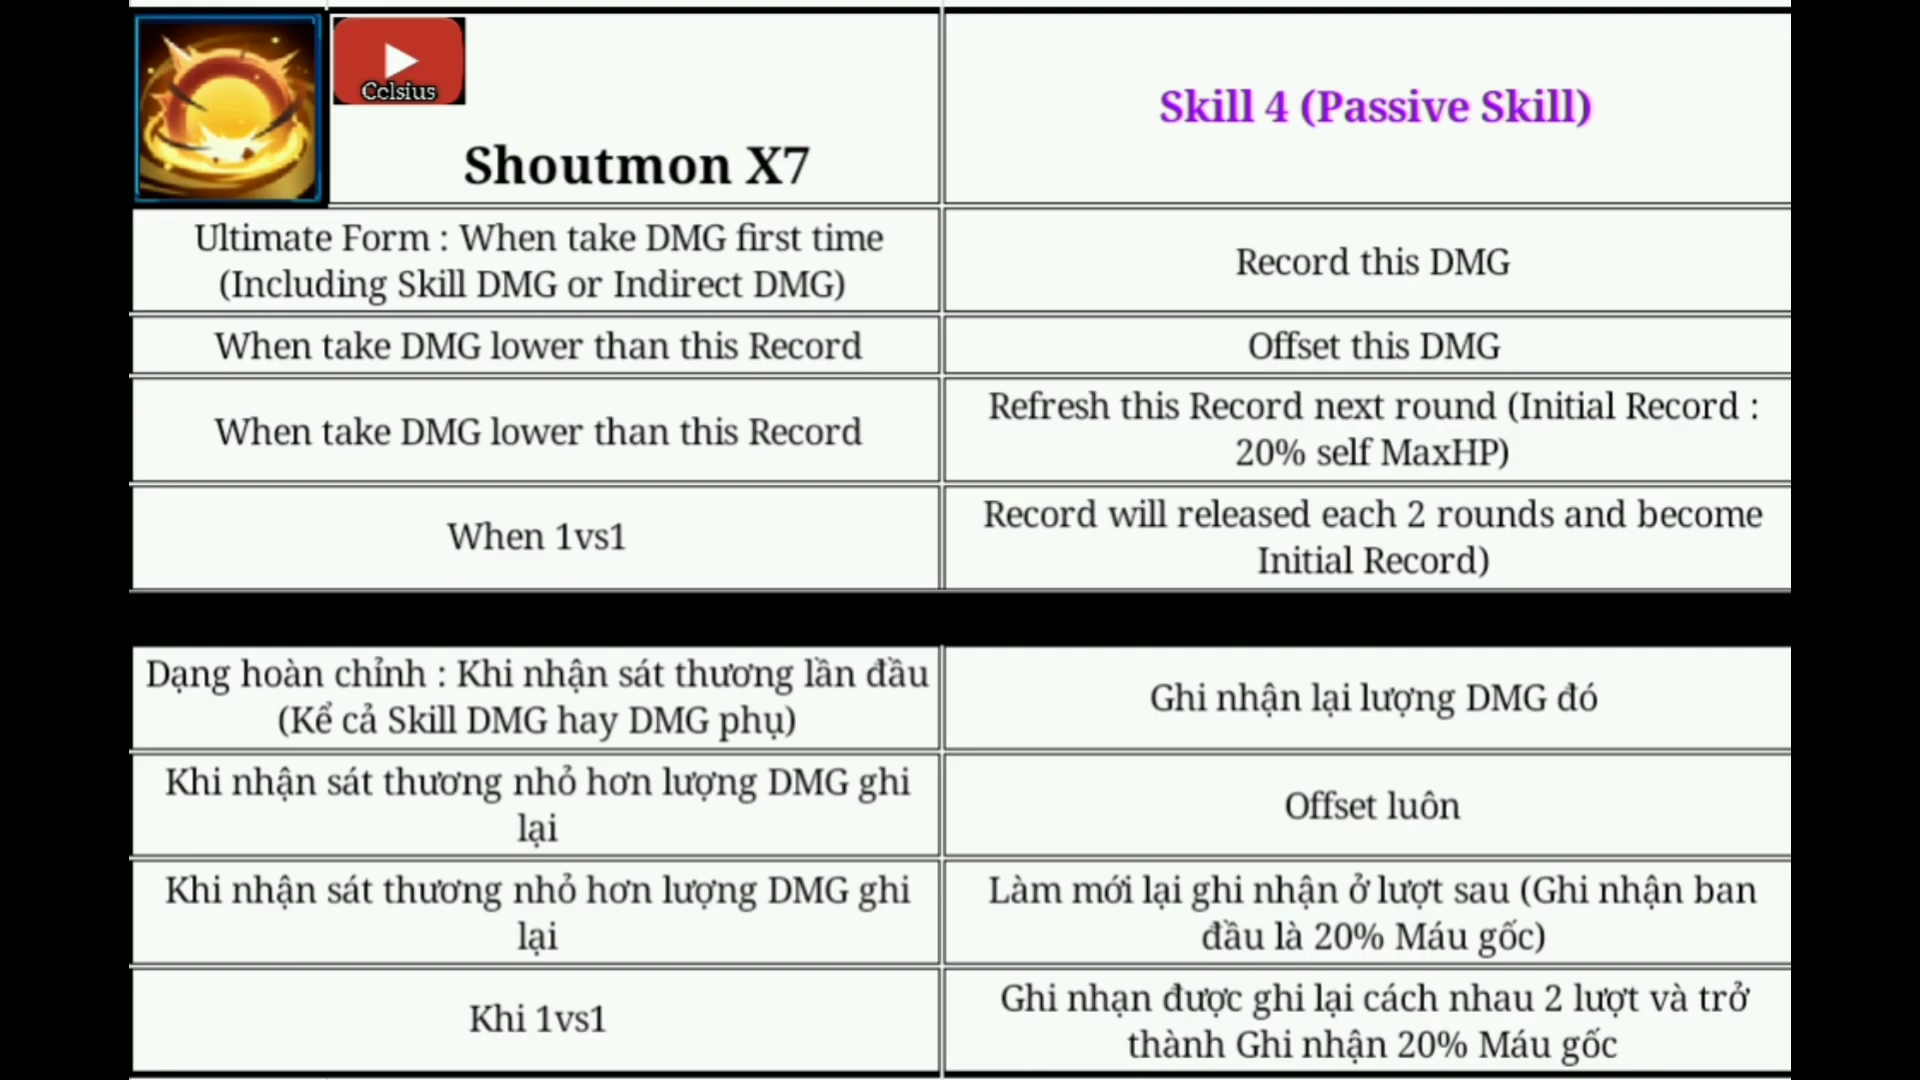 Celsius
Shoutmon X7
Skill 4 (Passive Skill)
Ultimate Form : When take DMG first time
(Including Skill DMG or Indirect DMG)
Record this DMG
When take DMG lower than this Record
Offset this DMG
When take DMG lower than this Record
Refresh this Record next round (Initial Record :
20% self MaxHP)
When 1vs1
Record will released each 2 rounds and become
Initial Record)
Dạng hoàn chỉnh : Khi nhận sát thương lần đầu
(Kể cả Skill DMG hay DMG phụ)
Ghi nhận lại lượng DMG đó
Khi nhận sát thương nhỏ hơn lượng DMG ghi
lại
Offset luôn
Khi nhận sát thương nhỏ hơn lượng DMG ghi
lại
Làm mới lại ghi nhận ở lượt sau (Ghi nhận ban
đầu là 20% Máu gốc)
Khi 1vs1
Ghi nhạn được ghi lại cách nhau 2 lượt và trở
thành Ghi nhận 20% Máu gốc